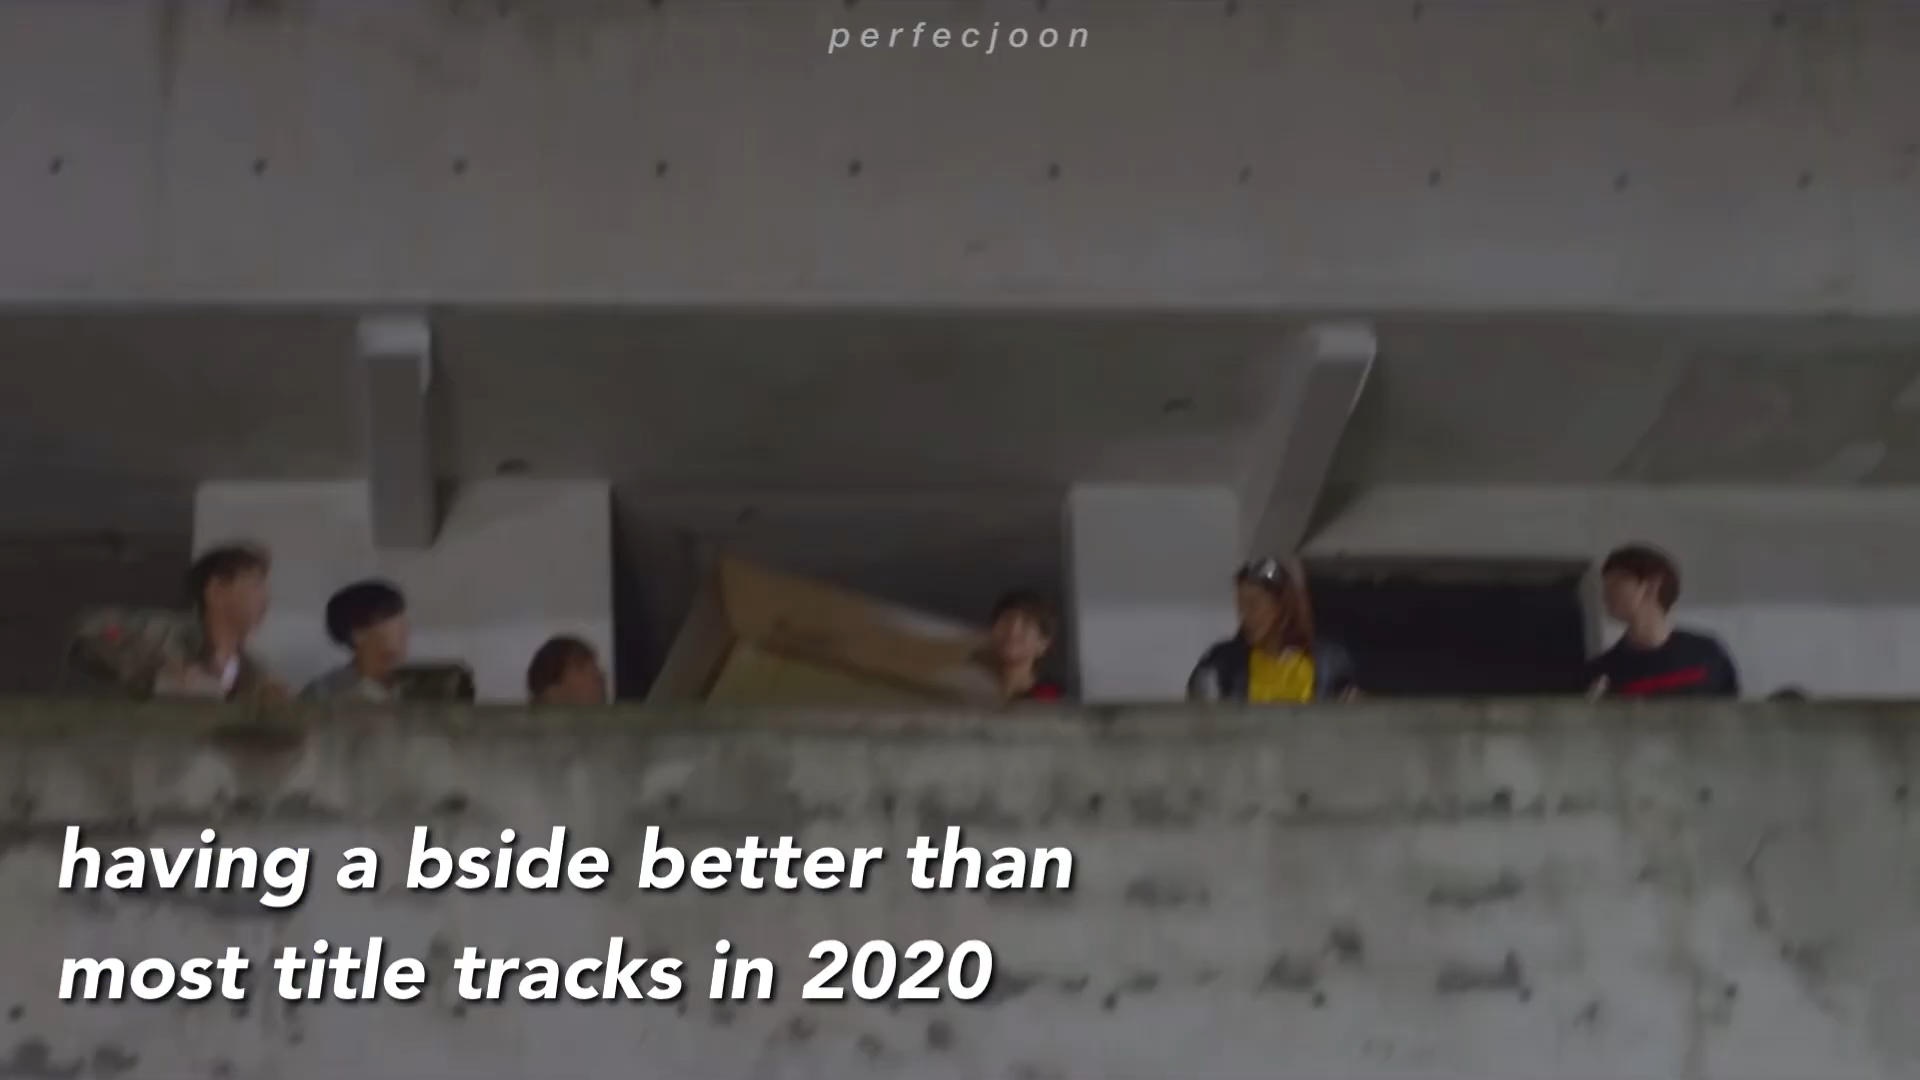 perfecjoon
having a bside better than
most title tracks in 2020